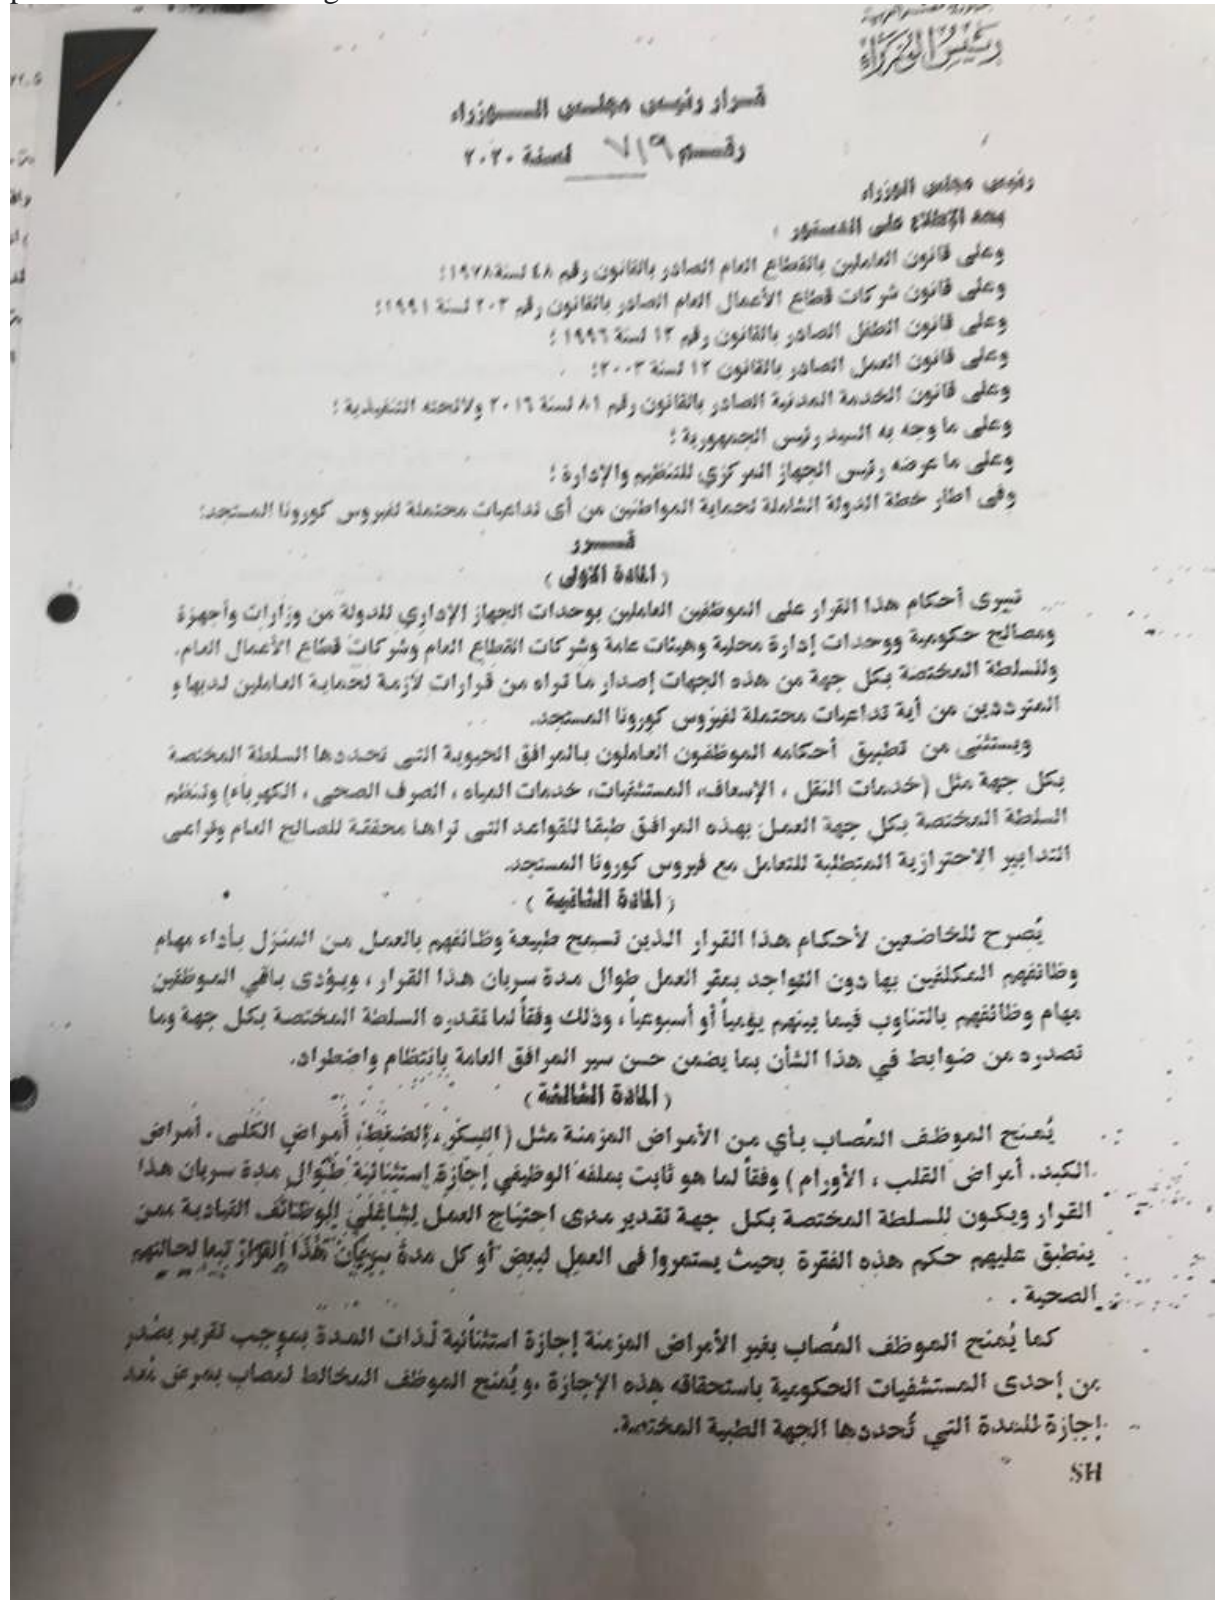 رئيس الوزراء
قرار رئيس مجلس الـــوزراء
رقم ٧١٩ لسنة ٢٠٢٠
رئيس مجلس الوزراء
بعد الإطلاع على الدستور ؛
وعلى قانون العاملين بالقطاع العام الصادر بالقانون رقم ٤٨ لسنة ١٩٧٨؛
وعلى قانون شركات قطاع الأعمال العام الصادر بالقانون رقم ٢٠٣ لسنة ١٩٩١؛
وعلى قانون الطفل الصادر بالقانون رقم ١٢ لسنة ١٩٩٦ ؛
وعلى قانون العمل الصادر بالقانون ١٢ لسنة ٢٠٠٣؛
وعلى قانون الخدمة المدنية الصادر بالقانون رقم ٨١ لسنة ٢٠١٦ ولائحته التنفيذية ؛
وعلى ما وجه به السيد رئيس الجمهورية ؛
وعلى ما عرضه رئيس الجهاز المركزي للتنظيم والإدارة ؛
وفى اطار خطة الدولة الشاملة لحماية المواطنين من أى تداعيات محتملة لفيروس كورونا المستجد؛
قـــرر
( المادة الاولى )
تسرى أحكام هذا القرار على الموظفين العاملين بوحدات الجهاز الإداري للدولة من وزارات وأجهزة
ومصالح حكومية ووحدات إدارة محلية وهيئات عامة وشركات القطاع العام وشركات قطاع الأعمال العام.
وللسلطة المختصة بكل جهة من هذه الجهات إصدار ما تراه من قرارات لازمة لحماية العاملين لديها و
المترددين من أية تداعيات محتملة لفيروس كورونا المستجد.
ويستثنى من تطبيق أحكامه الموظفون العاملون بالمرافق الحيوية التى تحددها السلطة المختصة
بكل جهة مثل (خدمات النقل ، الإسعاف، المستشفيات، خدمات المياه ، الصرف الصحى ، الكهرباء) وتنظم
السلطة المختصة بكل جهة العمل بهذه المرافق طبقا للقواعد التى تراها محققة للصالح العام وتراعى
التدابير الاحترازية المتطلبة للتعامل مع فيروس كورونا المستجد.
( المادة الثانية )
يُصرح للخاضعين لأحكام هذا القرار الذين تسمح طبيعة وظائفهم بالعمل من المنزل بأداء مهام
وظائفهم المكلفين بها دون التواجد بمقر العمل طوال مدة سريان هذا القرار ، ويؤدى باقي الموظفين
مهام وظائفهم بالتناوب فيما بينهم يومياً أو أسبوعياً ، وذلك وفقاً لما تقدره السلطة المختصة بكل جهة وما
تصدره من ضوابط في هذا الشأن بما يضمن حسن سير المرافق العامة بإنتظام واضطراد.
( المادة الثالثة )
يُمنح الموظف المُصاب بأي من الأمراض المزمنة مثل ( السكر ، الضغط، أمراض الكلى ، أمراض
الكبد، أمراض القلب ، الأورام ) وفقاً لما هو ثابت بملفه الوظيفي إجازة إستثنائية طوال مدة سريان هذا
القرار ويكون للسلطة المختصة بكل جهة تقدير مدى احتياج العمل لشاغلي الوظائف القيادية ممن
ينطبق عليهم حكم هذه الفقرة بحيث يستمروا فى العمل لبعض أو كل مدة سريان هذا القرار تبعا لحالتهم
الصحية .
كما يُمنح الموظف المُصاب بغير الأمراض المزمنة إجازة استثنائية لذات المدة بموجب تقرير يصدر
من إحدى المستشفيات الحكومية باستحقاقه هذه الإجازة .و يُمنح الموظف المخالط لمصاب بمرض مُعد
إجازة للمدة التي تُحددها الجهة الطبية المختصة.
SH